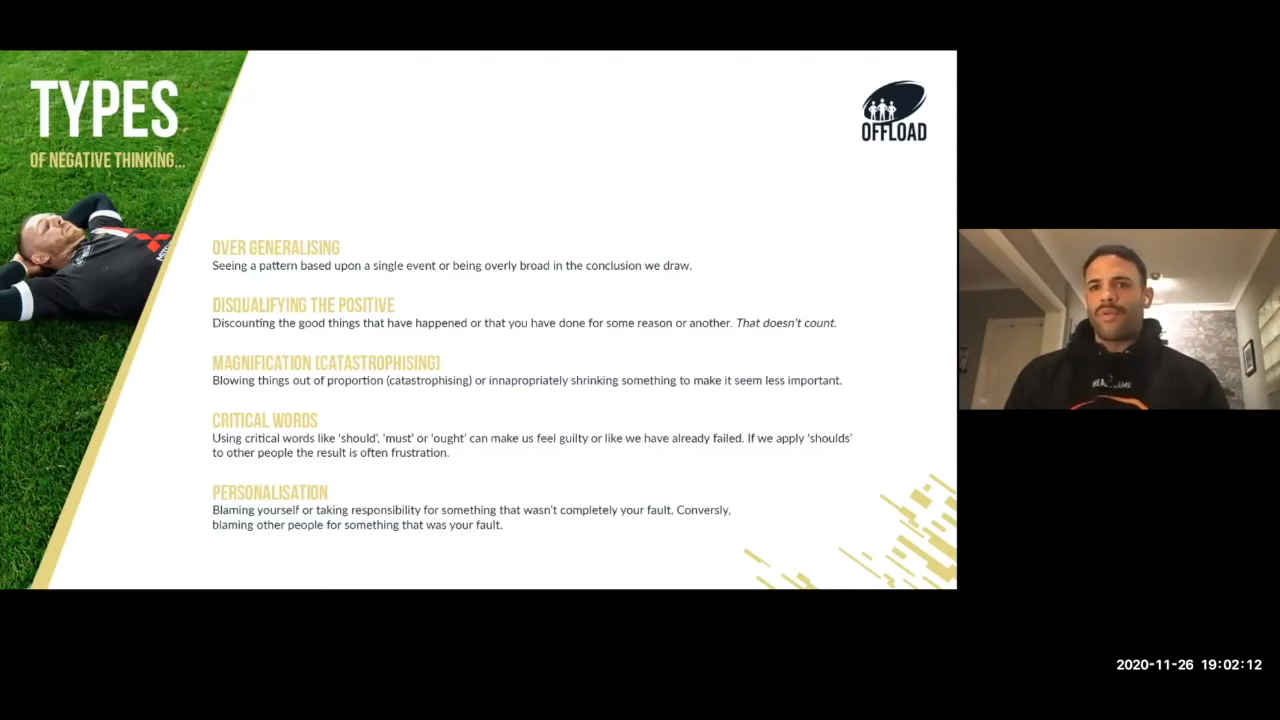 TYPES
OF NEGATIVE THINKING...
OFFLOAD
OVER GENERALISING
Seeing a pattern based upon a single event or being overly broad in the conclusion we draw.
DISQUALIFYING THE POSITIVE
Discounting the good things that have happened or that you have done for some reason or another. That doesn't count.
MAGNIFICATION (CATASTROPHISING)
Blowing things out of proportion (catastrophising) or innapropriately shrinking something to make it seem less important.
CRITICAL WORDS
Using critical words like 'should', 'must' or 'ought' can make us feel guilty or like we have already failed. If we apply 'shoulds'
to other people the result is often frustration.
PERSONALISATION
Blaming yourself or taking responsibility for something that wasn't completely your fault. Conversly,
blaming other people for something that was your fault.
2020-11-26 19:02:12